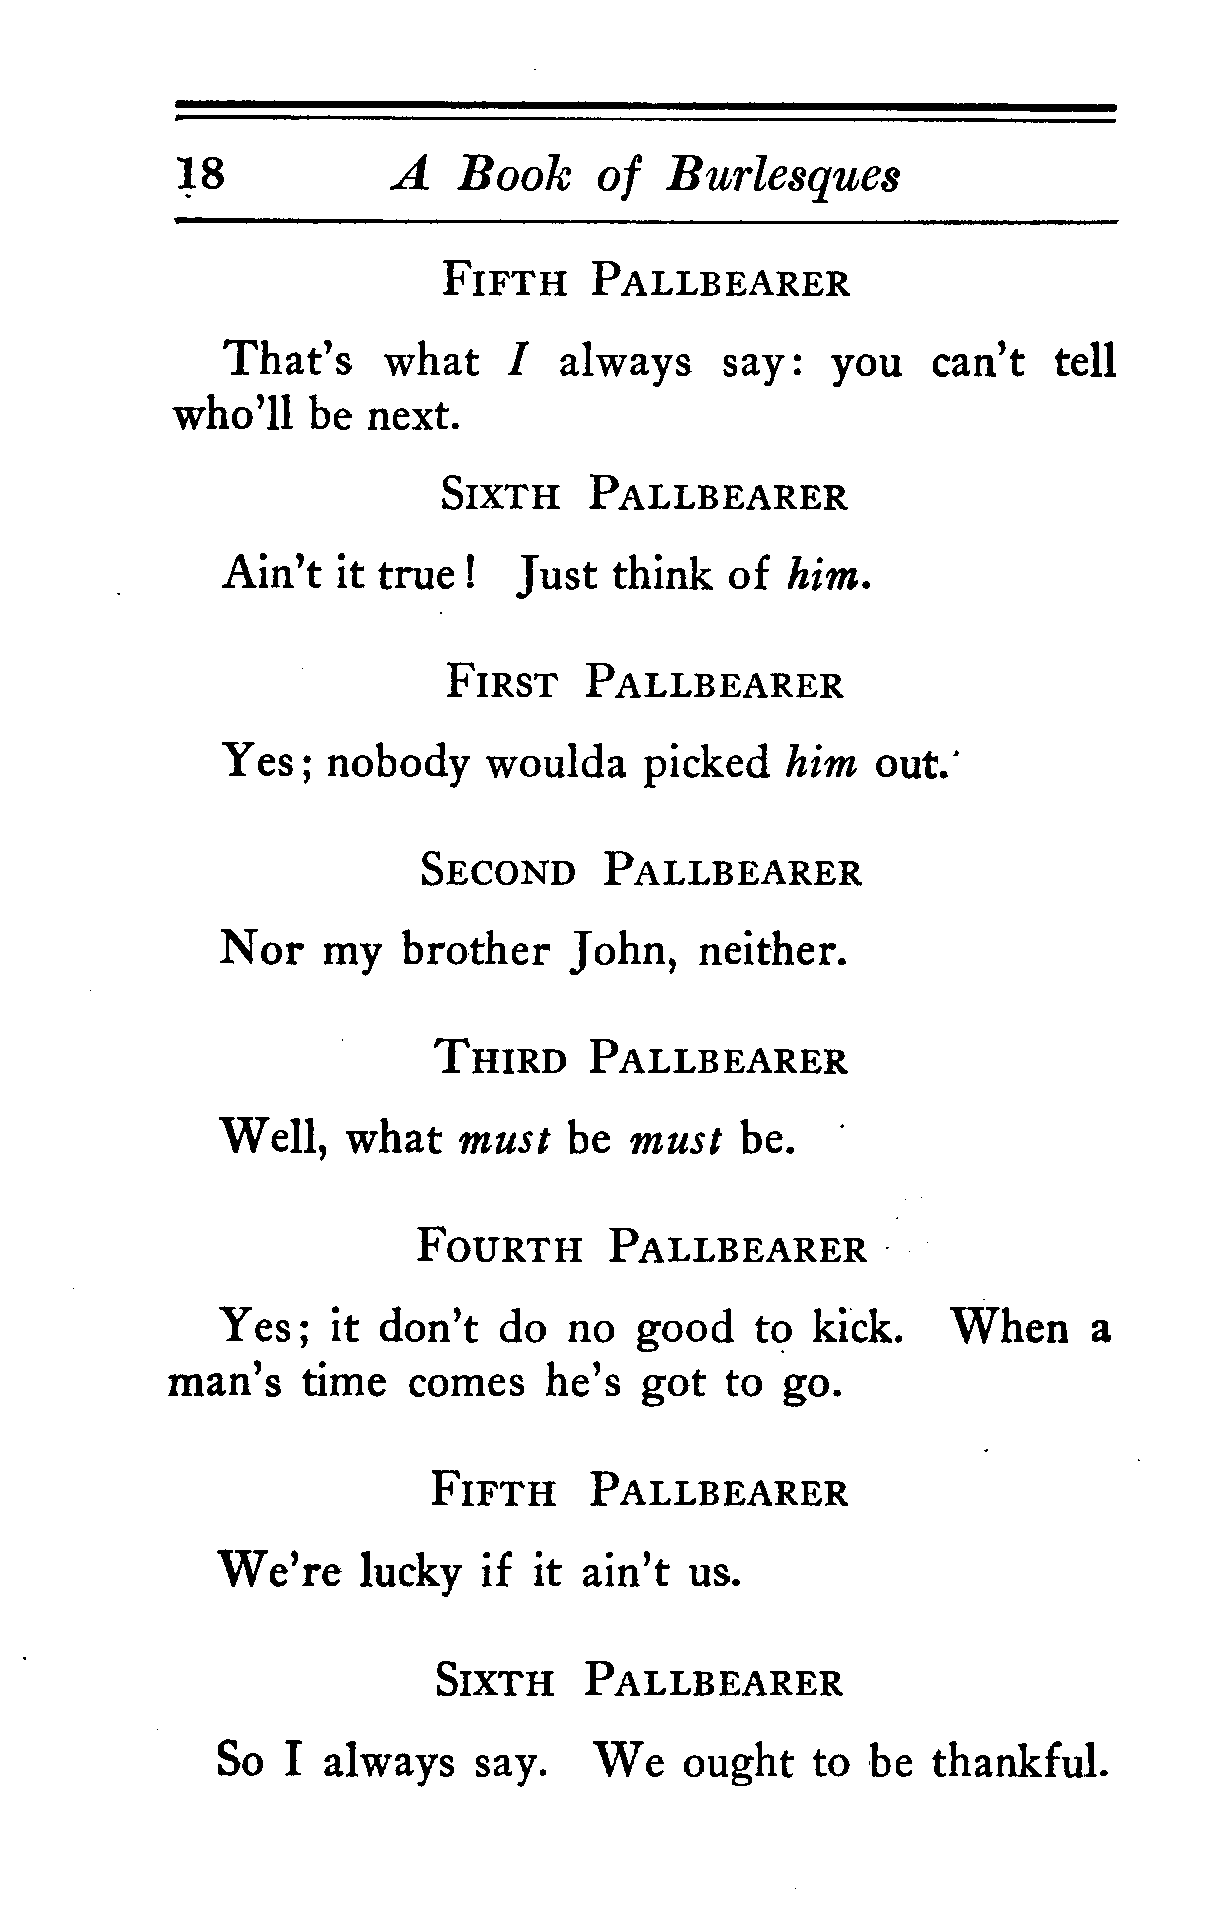 18 A Book of Burlesques
FIFTH PALLBEARER
That's what I always say: you can't tell
who'll be next.
SIXTH PALLBEARER
Ain't it true! Just think of him.
FIRST PALLBEARER
Yes; nobody woulda picked him out.
SECOND PALLBEARER
Nor my brother John, neither.
THIRD PALLBEARER
Well, what must be must be.
FOURTH PALLBEARER
Yes; it don't do no good to kick. When a
man's time comes he's got to go.
FIFTH PALLBEARER
We're lucky if it ain't us.
SIXTH PALLBEARER
So I always say. We ought to be thankful.